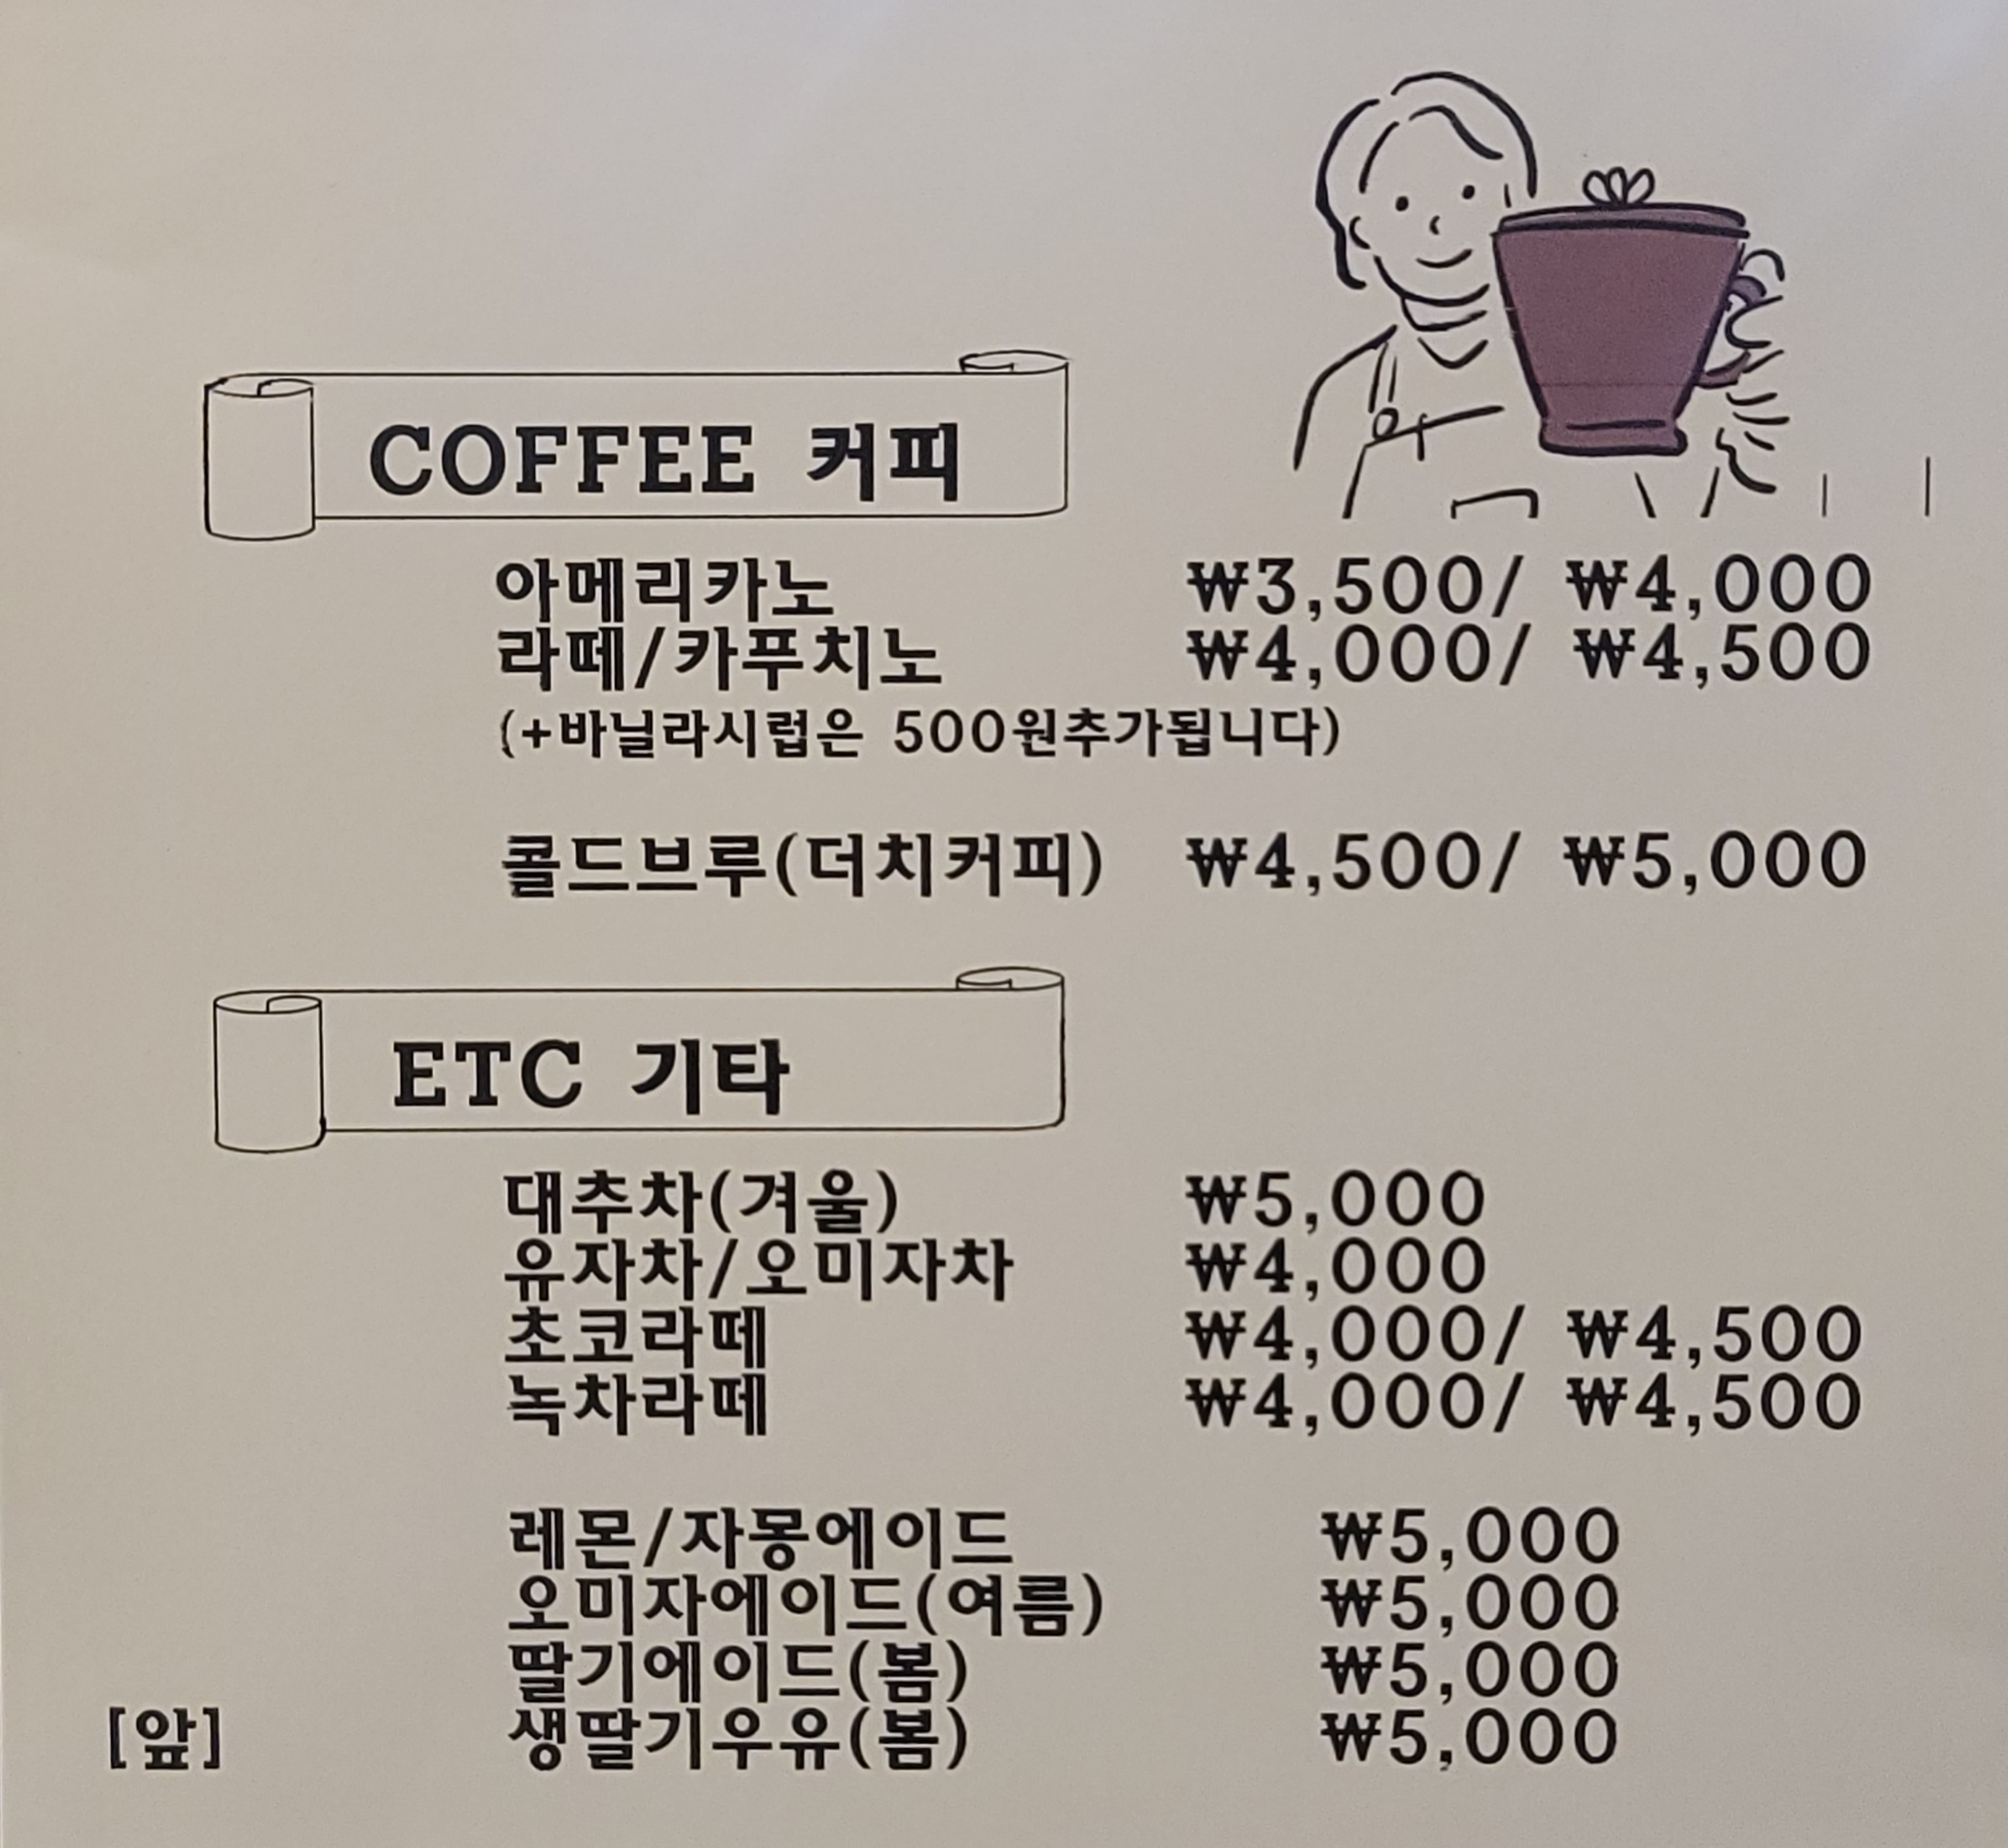 COFFEE 커피
아메리카노 ₩3,500/ ₩4,000
라떼/카푸치노 ₩4,000/ ₩4,500
(+바닐라시럽은 500원추가됩니다)
콜드브루(더치커피) ₩4,500/ ₩5,000
ETC 기타
대추차(겨울) ₩5,000
유자차/오미자차 ₩4,000
초코라떼 ₩4,000/ ₩4,500
녹차라떼 ₩4,000/ ₩4,500
레몬/자몽에이드 ₩5,000
오미자에이드(여름) ₩5,000
딸기에이드(봄) ₩5,000
[앞] 생딸기우유(봄) ₩5,000